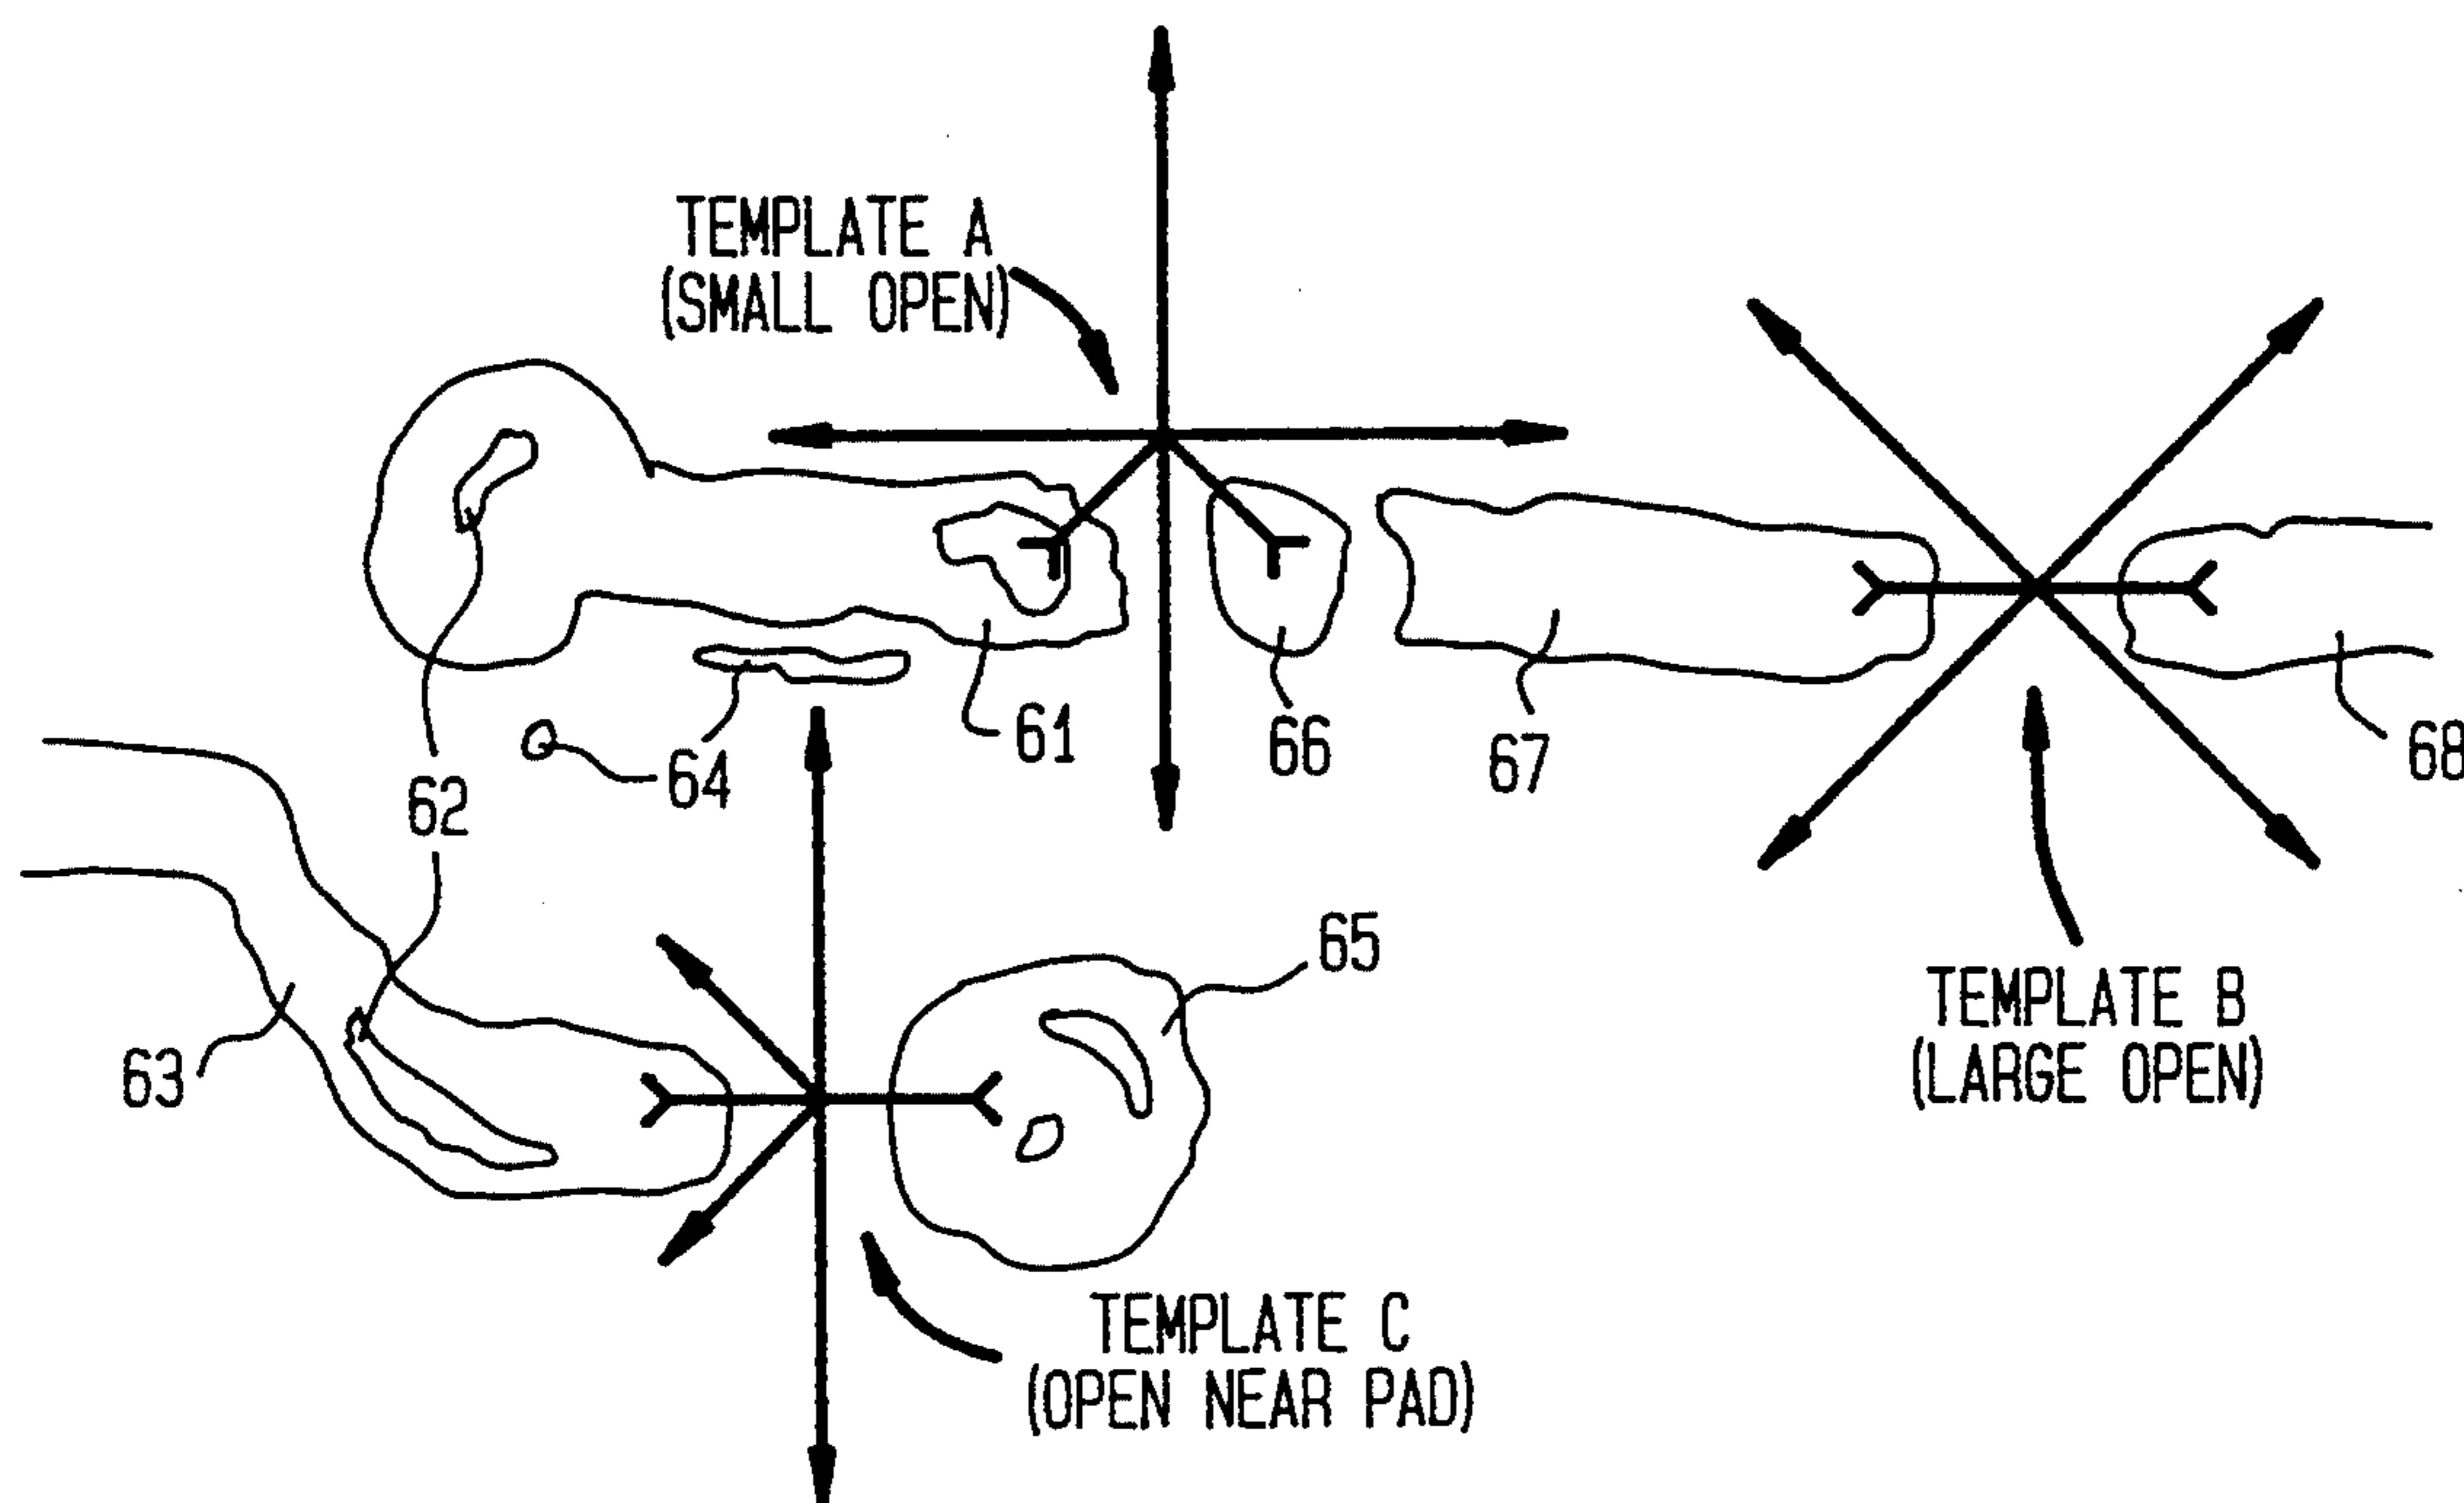 TEMPLATE A
(SMALL OPEN)
61
66
67
68
64
62
65
63
TEMPLATE B
(LARGE OPEN)
TEMPLATE C
(OPEN NEAR PAD)